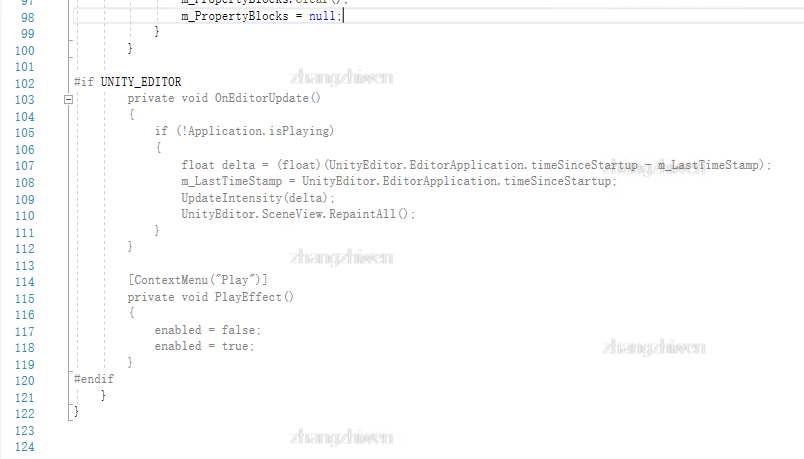 97 m_PropertyBlocks.Clear();
98 m_PropertyBlocks = null;
99 }
100 }
101
102 #if UNITY_EDITOR
103 private void OnEditorUpdate()
104 {
105 if (!Application.isPlaying)
106 {
107 float delta = (float)(UnityEditor.EditorApplication.timeSinceStartup - m_LastTimeStamp);
108 m_LastTimeStamp = UnityEditor.EditorApplication.timeSinceStartup;
109 UpdateIntensity(delta);
110 UnityEditor.SceneView.RepaintAll();
111 }
112 }
113
114 [ContextMenu("Play")]
115 private void PlayEffect()
116 {
117 enabled = false;
118 enabled = true;
119 }
120 #endif
121 }
122 }
123
124
zhangzhiwen
zhangzhiwen
zhangzhiwen
zhangzhiwen
zhangzhiwen